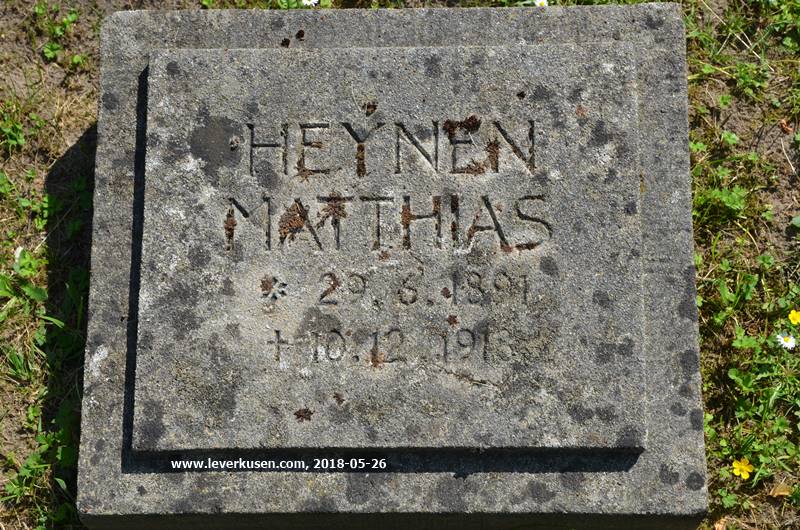 HEYNEN
MATTHIAS
* 29. 6. 1891
† 10. 12. 1918
www.leverkusen.com, 2018-05-26